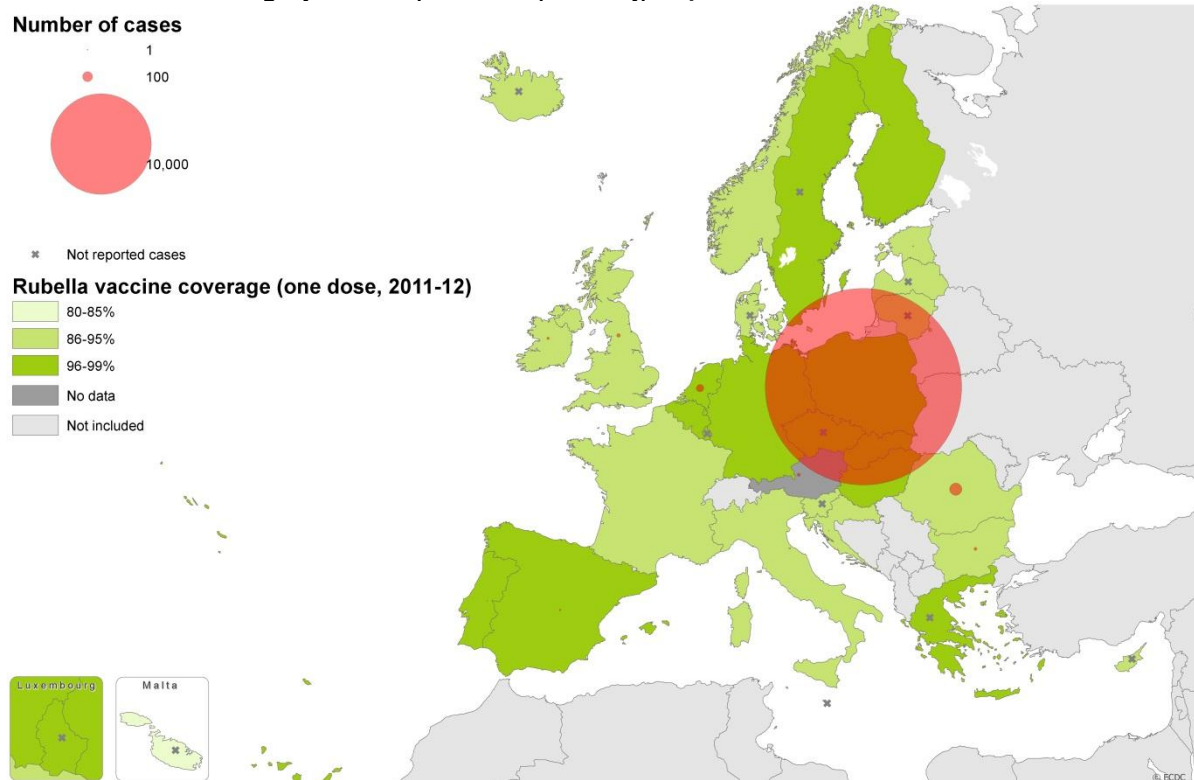 Number of cases
1
100
10,000
Not reported cases
Rubella vaccine coverage (one dose, 2011-12)
80-85%
86-95%
96-99%
No data
Not included
Luxembourg
Malta
© ECDC